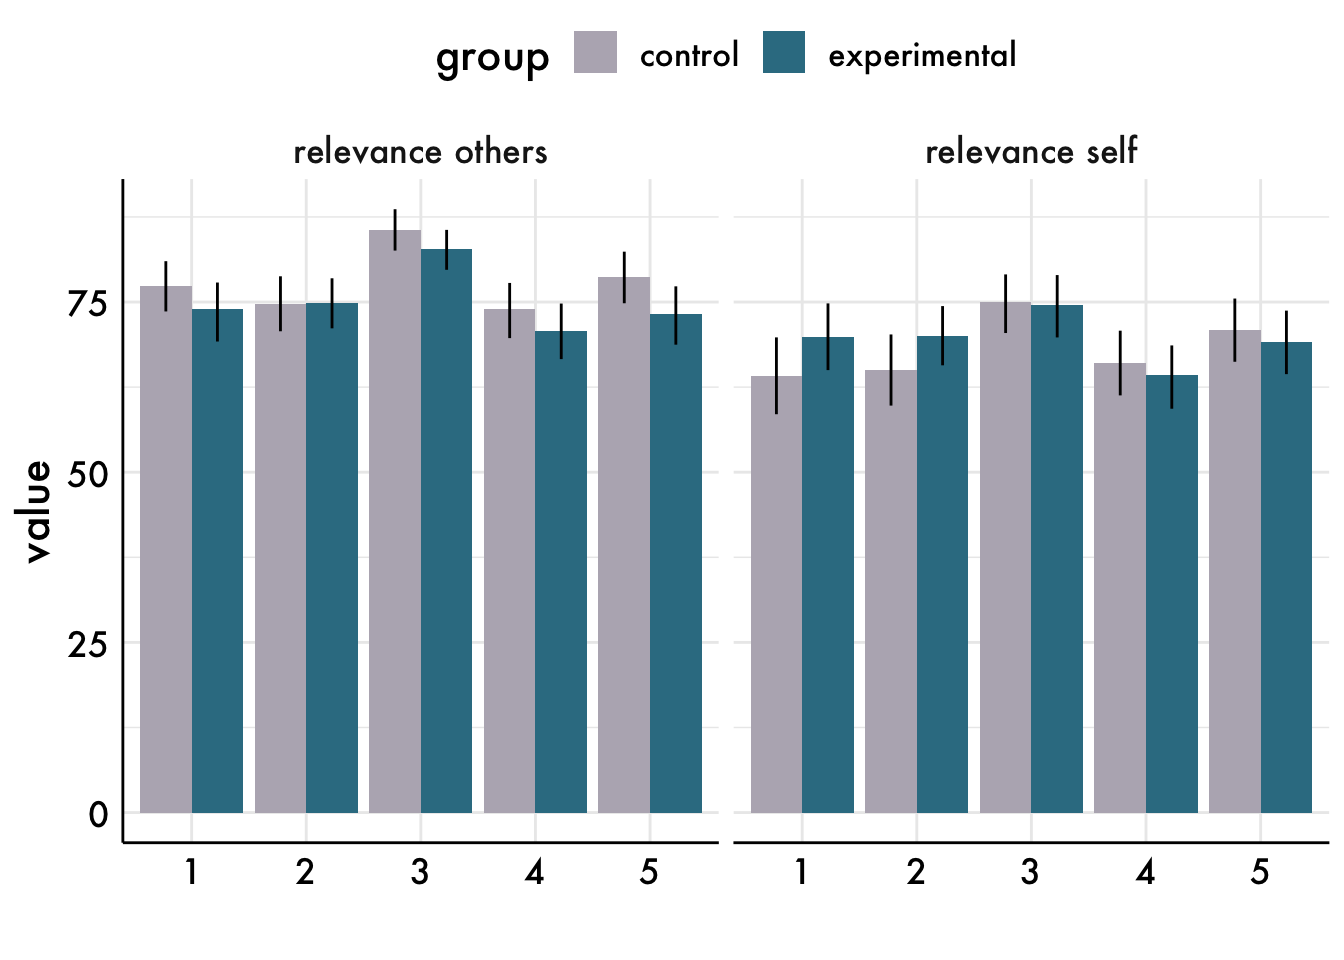 group control experimental
relevance others relevance self
value
75
50
25
0
1 2 3 4 5 1 2 3 4 5